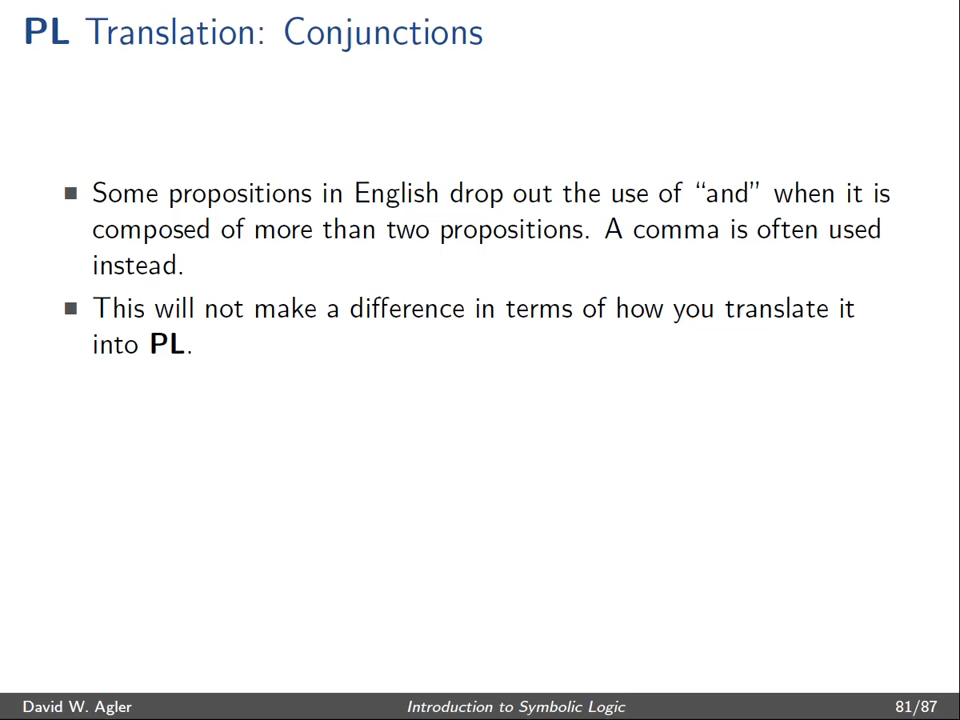 PL Translation: Conjunctions
Some propositions in English drop out the use of “and” when it is
composed of more than two propositions. A comma is often used
instead.
This will not make a difference in terms of how you translate it
into PL.
David W. Agler
Introduction to Symbolic Logic
81/87